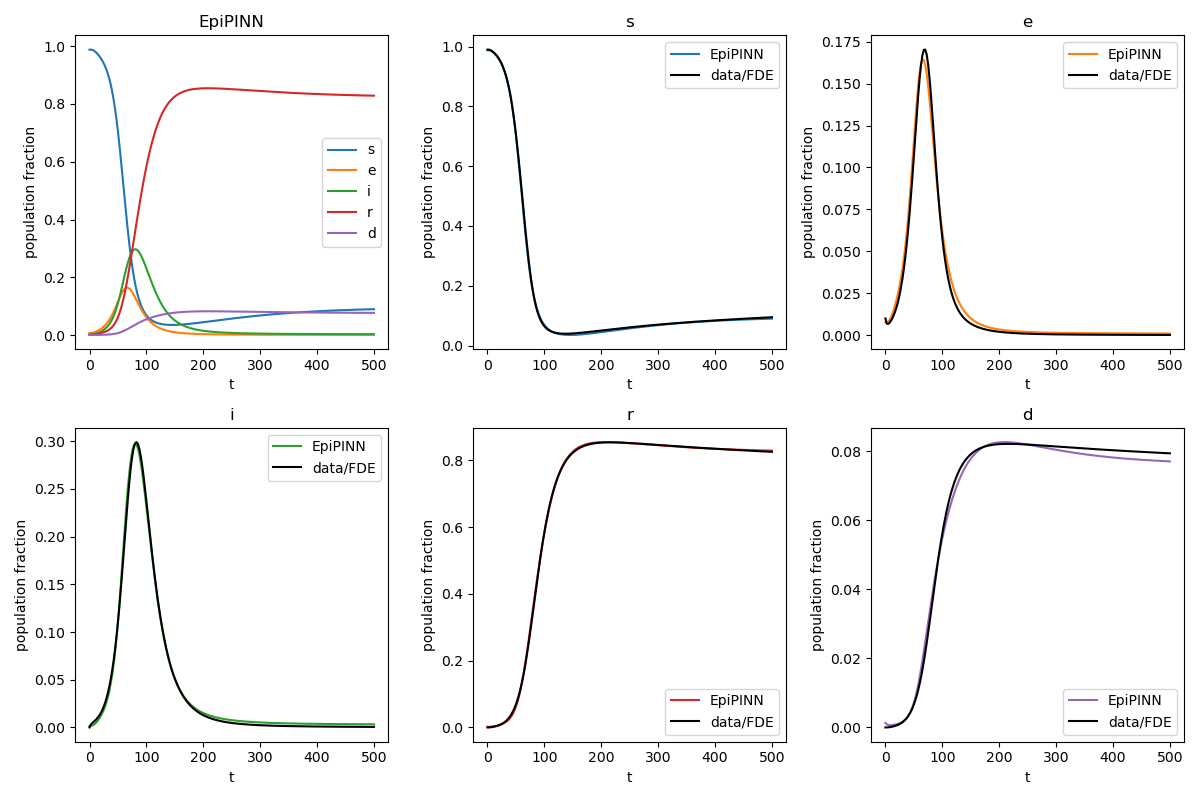 EpiPINN
population fraction
1.0
0.8
0.6
0.4
0.2
0.0
s
e
i
r
d
0 100 200 300 400 500
t
s
population fraction
1.0
0.8
0.6
0.4
0.2
0.0
EpiPINN
data/FDE
0 100 200 300 400 500
t
e
population fraction
0.175
0.150
0.125
0.100
0.075
0.050
0.025
0.000
EpiPINN
data/FDE
0 100 200 300 400 500
t
i
population fraction
0.30
0.25
0.20
0.15
0.10
0.05
0.00
EpiPINN
data/FDE
0 100 200 300 400 500
t
r
population fraction
0.8
0.6
0.4
0.2
0.0
EpiPINN
data/FDE
0 100 200 300 400 500
t
d
population fraction
0.08
0.06
0.04
0.02
0.00
EpiPINN
data/FDE
0 100 200 300 400 500
t